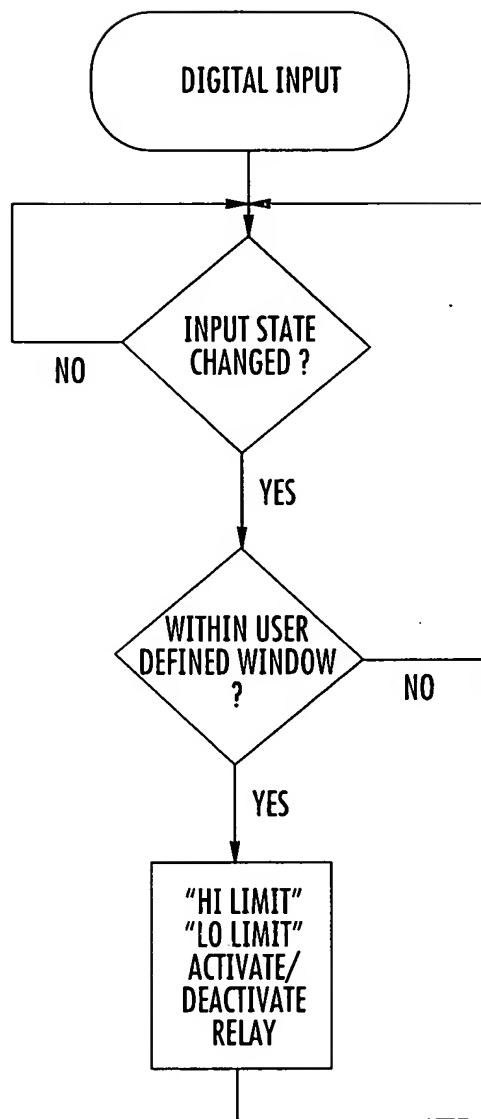 DIGITAL INPUT
INPUT STATE
CHANGED ?
NO
YES
WITHIN USER
DEFINED WINDOW
?
NO
YES
"HI LIMIT"
"LO LIMIT"
ACTIVATE/
DEACTIVATE
RELAY